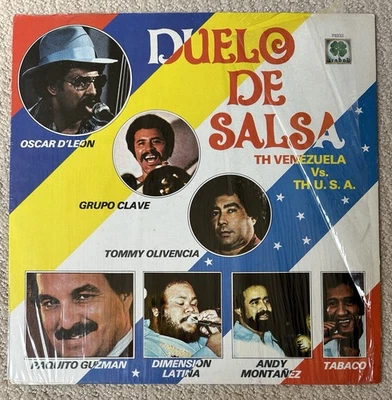 DUELO
DE
SALSA
TH VENEZUELA
Vs.
TH U. S. A.
OSCAR D'LEON
GRUPO CLAVE
TOMMY OLIVENCIA
PAQUITO GUZMAN
DIMENSION
LATINA
ANDY
MONTAÑEZ
TABACO